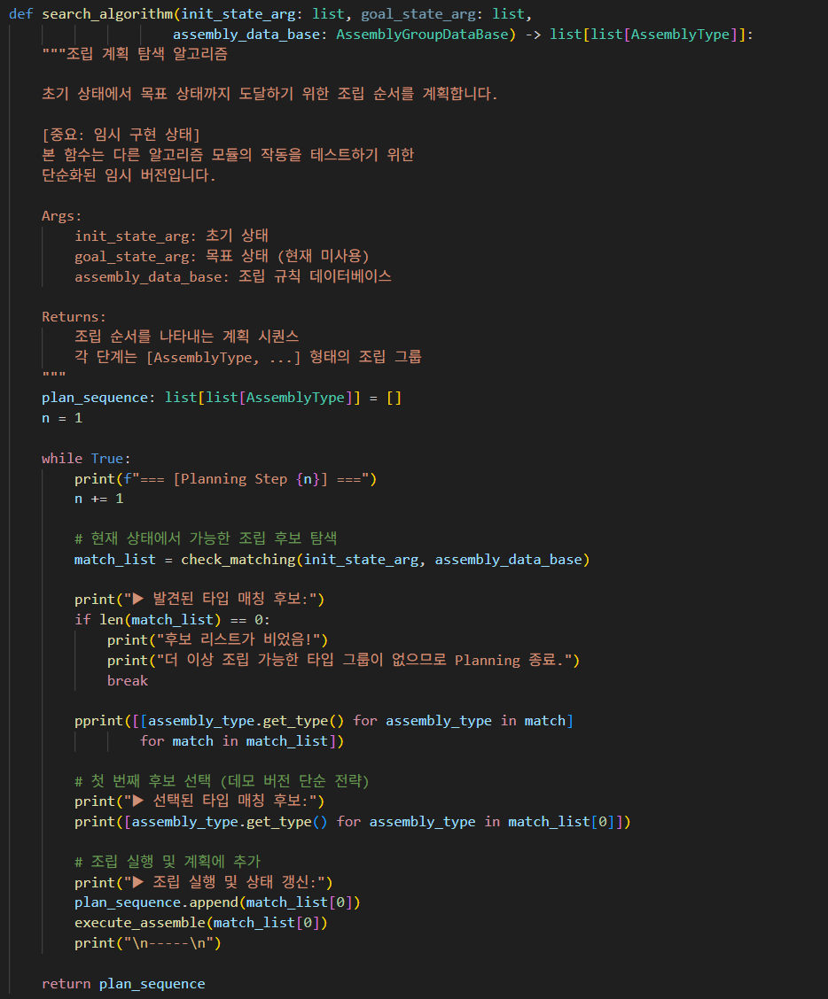 def search_algorithm(init_state_arg: list, goal_state_arg: list,
                    assembly_data_base: AssemblyGroupDataBase) -> list[list[AssemblyType]]:
    """조립 계획 탐색 알고리즘

    초기 상태에서 목표 상태까지 도달하기 위한 조립 순서를 계획합니다.

    [중요: 임시 구현 상태]
    본 함수는 다른 알고리즘 모듈의 작동을 테스트하기 위한
    단순화된 임시 버전입니다.

    Args:
        init_state_arg: 초기 상태
        goal_state_arg: 목표 상태 (현재 미사용)
        assembly_data_base: 조립 규칙 데이터베이스

    Returns:
        조립 순서를 나타내는 계획 시퀀스
        각 단계는 [AssemblyType, ...] 형태의 조립 그룹
    """
    plan_sequence: list[list[AssemblyType]] = []
    n = 1

    while True:
        print(f"=== [Planning Step {n}] ===")
        n += 1

        # 현재 상태에서 가능한 조립 후보 탐색
        match_list = check_matching(init_state_arg, assembly_data_base)

        print("▶ 발견된 타입 매칭 후보:")
        if len(match_list) == 0:
            print("후보 리스트가 비었음!")
            print("더 이상 조립 가능한 타입 그룹이 없으므로 Planning 종료.")
            break

        pprint([[assembly_type.get_type() for assembly_type in match]
                for match in match_list])

        # 첫 번째 후보 선택 (데모 버전 단순 전략)
        print("▶ 선택된 타입 매칭 후보:")
        print([assembly_type.get_type() for assembly_type in match_list[0]])

        # 조립 실행 및 계획에 추가
        print("▶ 조립 실행 및 상태 갱신:")
        plan_sequence.append(match_list[0])
        execute_assemble(match_list[0])
        print("\n-----\n")

    return plan_sequence